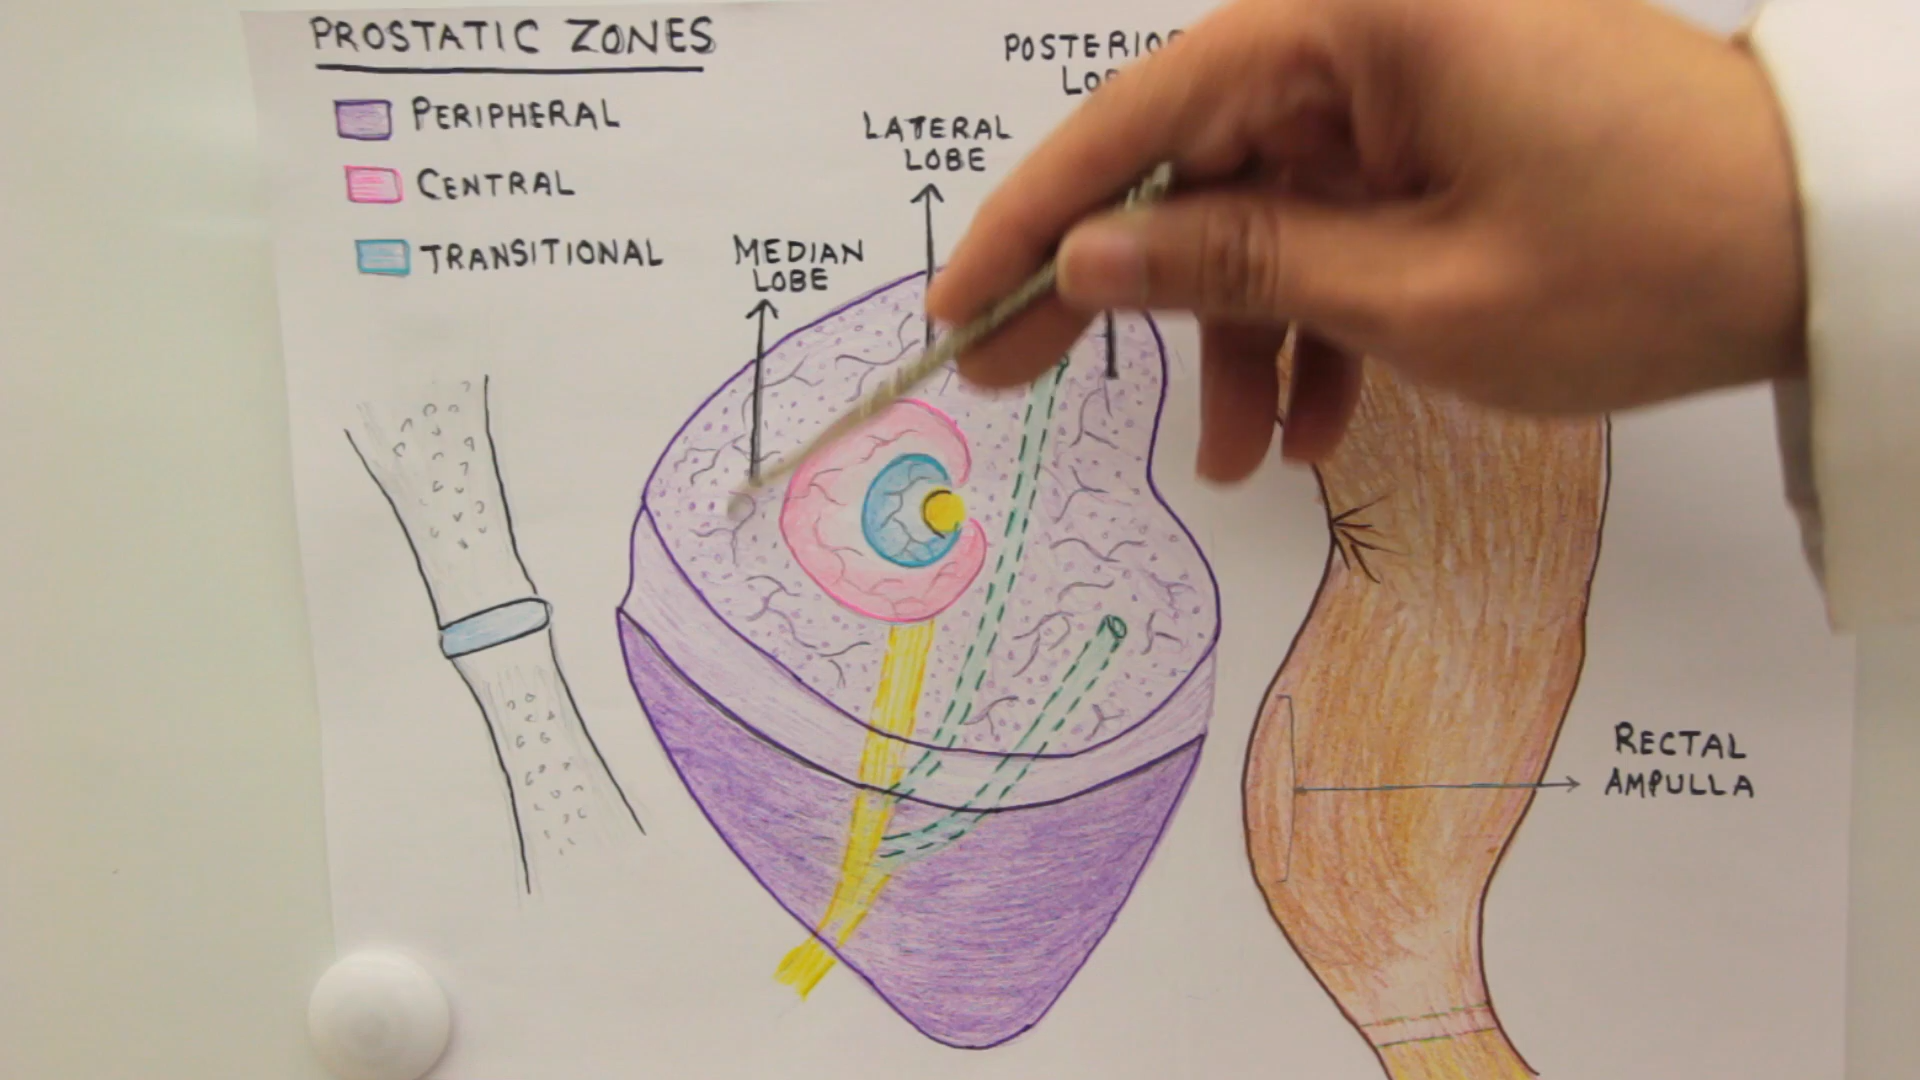 PROSTATIC ZONES
PERIPHERAL
CENTRAL
TRANSITIONAL
MEDIAN
LOBE
LATERAL
LOBE
RECTAL
AMPULLA